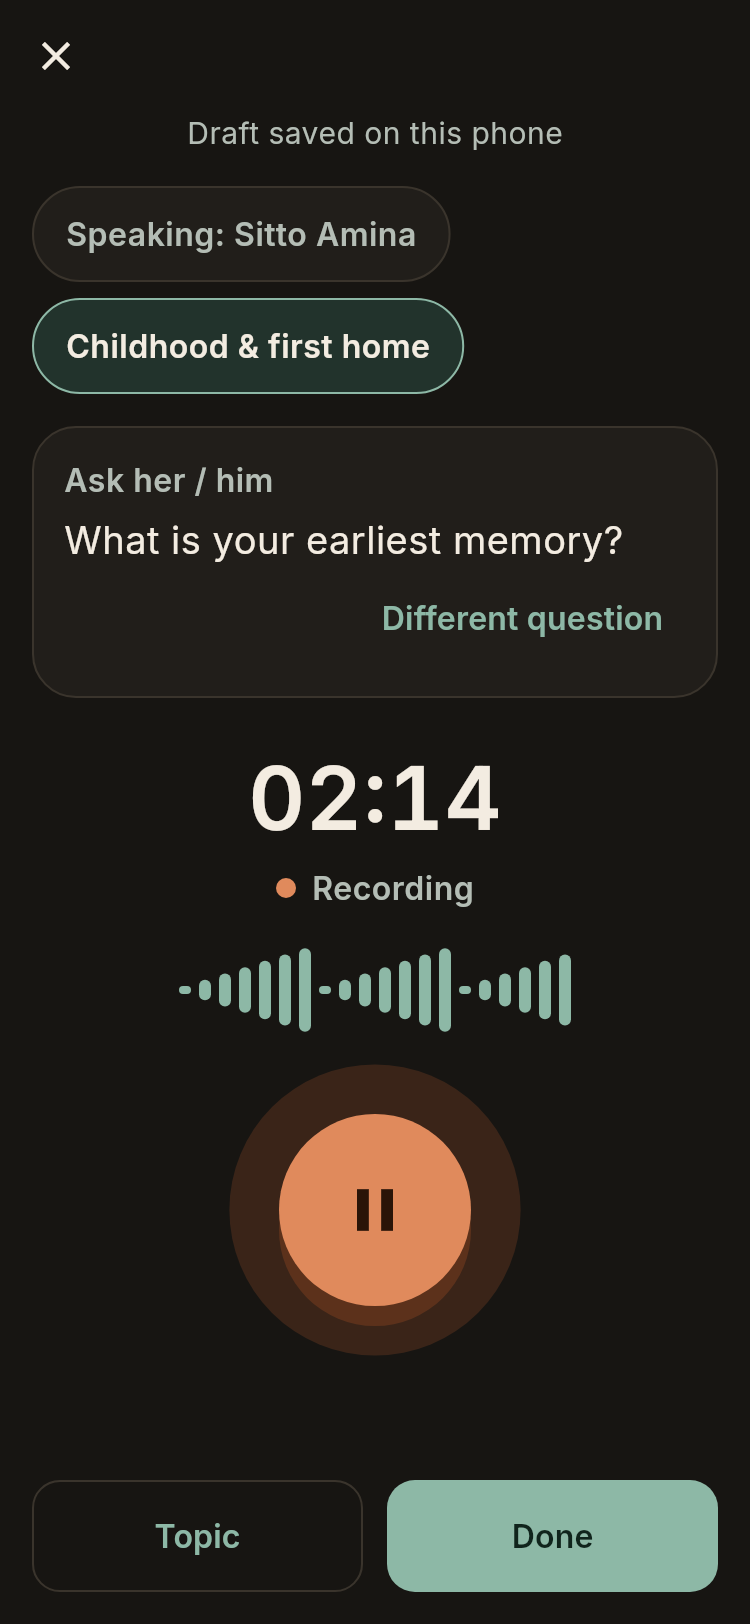 Draft saved on this phone
Speaking: Sitto Amina
Childhood & first home
Ask her / him
What is your earliest memory?
Different question
02:14
Recording
Topic
Done